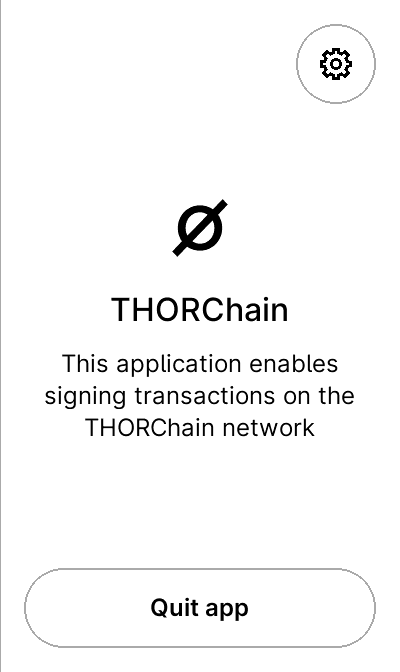 THORChain
This application enables
signing transactions on the
THORChain network
Quit app